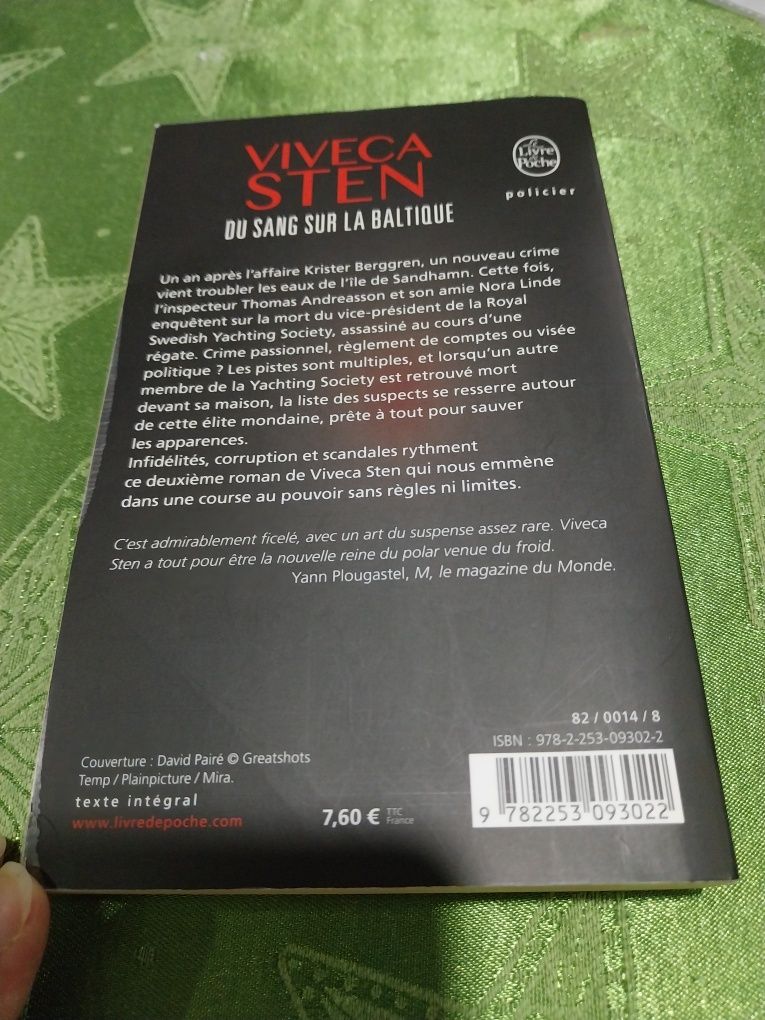 VIVECA
STEN
DU SANG SUR LA BALTIQUE
Le
Livre
de
Poche
policier
Un an après l'affaire Krister Berggren, un nouveau crime
vient troubler les eaux de l'île de Sandhamn. Cette fois,
l'inspecteur Thomas Andreasson et son amie Nora Linde
enquêtent sur la mort du vice-président de la Royal
Swedish Yachting Society, assassiné au cours d'une
régate. Crime passionnel, règlement de comptes ou visée
politique ? Les pistes sont multiples, et lorsqu'un autre
membre de la Yachting Society est retrouvé mort
devant sa maison, la liste des suspects se resserre autour
de cette élite mondaine, prête à tout pour sauver
les apparences.
Infidélités, corruption et scandales rythment
ce deuxième roman de Viveca Sten qui nous emmène
dans une course au pouvoir sans règles ni limites.
C'est admirablement ficelé, avec un art du suspense assez rare. Viveca
Sten a tout pour être la nouvelle reine du polar venue du froid.
Yann Plougastel, M, le magazine du Monde.
82 / 0014 / 8
ISBN : 978-2-253-09302-2
Couverture : David Pairé © Greatshots
Temp / Plainpicture / Mira.
texte intégral
www.livredepoche.com
7,60 € TTC
France
9 782253 093022